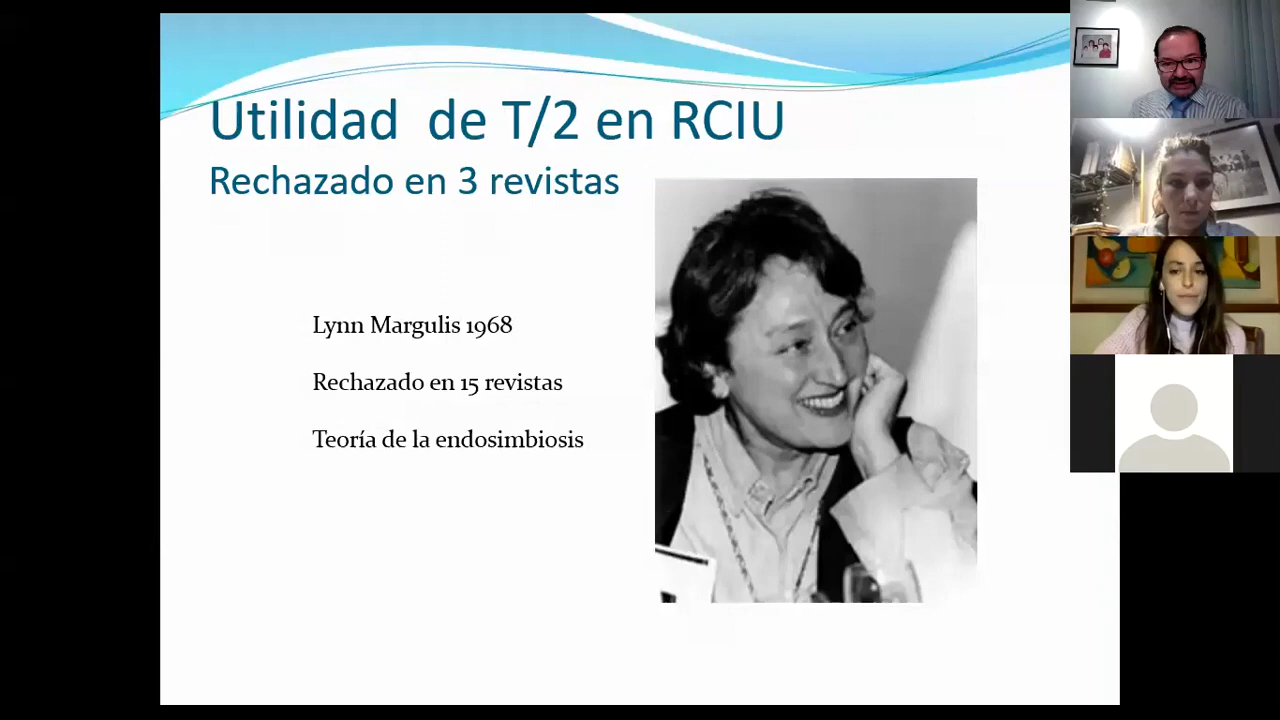 Utilidad de T/2 en RCIU
Rechazado en 3 revistas
Lynn Margulis 1968
Rechazado en 15 revistas
Teoría de la endosimbiosis